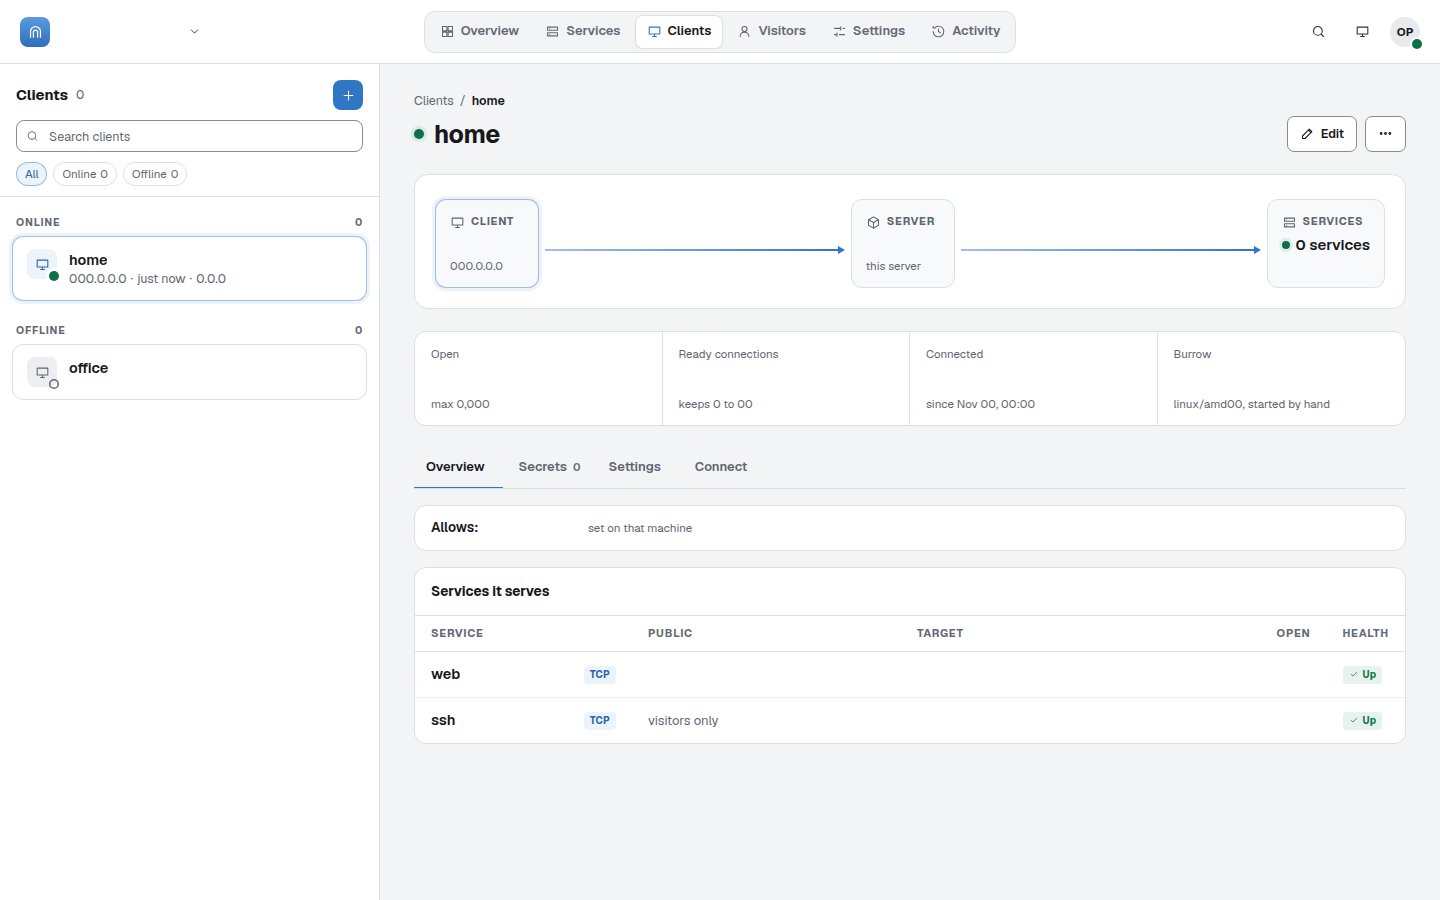 Overview
Services
Clients
Visitors
Settings
Activity
OP
Clients 0
Search clients
All
Online 0
Offline 0
ONLINE 0
home
000.0.0.0 · just now · 0.0.0
OFFLINE 0
office
Clients / home
home
Edit
CLIENT
000.0.0.0
SERVER
this server
SERVICES
0 services
Open
max 0,000
Ready connections
keeps 0 to 00
Connected
since Nov 00, 00:00
Burrow
linux/amd00, started by hand
Overview
Secrets 0
Settings
Connect
Allows: set on that machine
Services it serves
SERVICE PUBLIC TARGET OPEN HEALTH
web TCP Up
ssh TCP visitors only Up